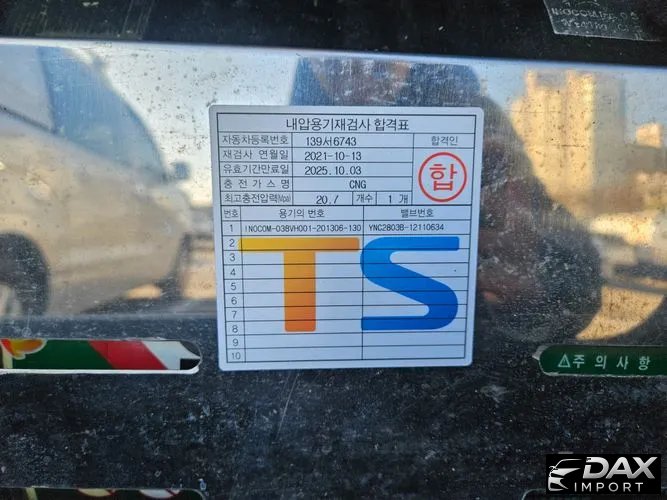 내압용기재검사 합격표
자동차등록번호 139서6743 합격인
재검사 연월일 2021-10-13
유효기간만료일 2025.10.03
합
충 전 가 스 명 CNG
최고충전압력(Mpa) 20.7 개수 1 개
번호 용기의 번호 밸브번호
1 INOCOM-038VH001-201306-130 YNC2803B-12110634
2
3
4
5
6
7
8
9
10
TS
⚠주 의 사 항
DAX
IMPORT